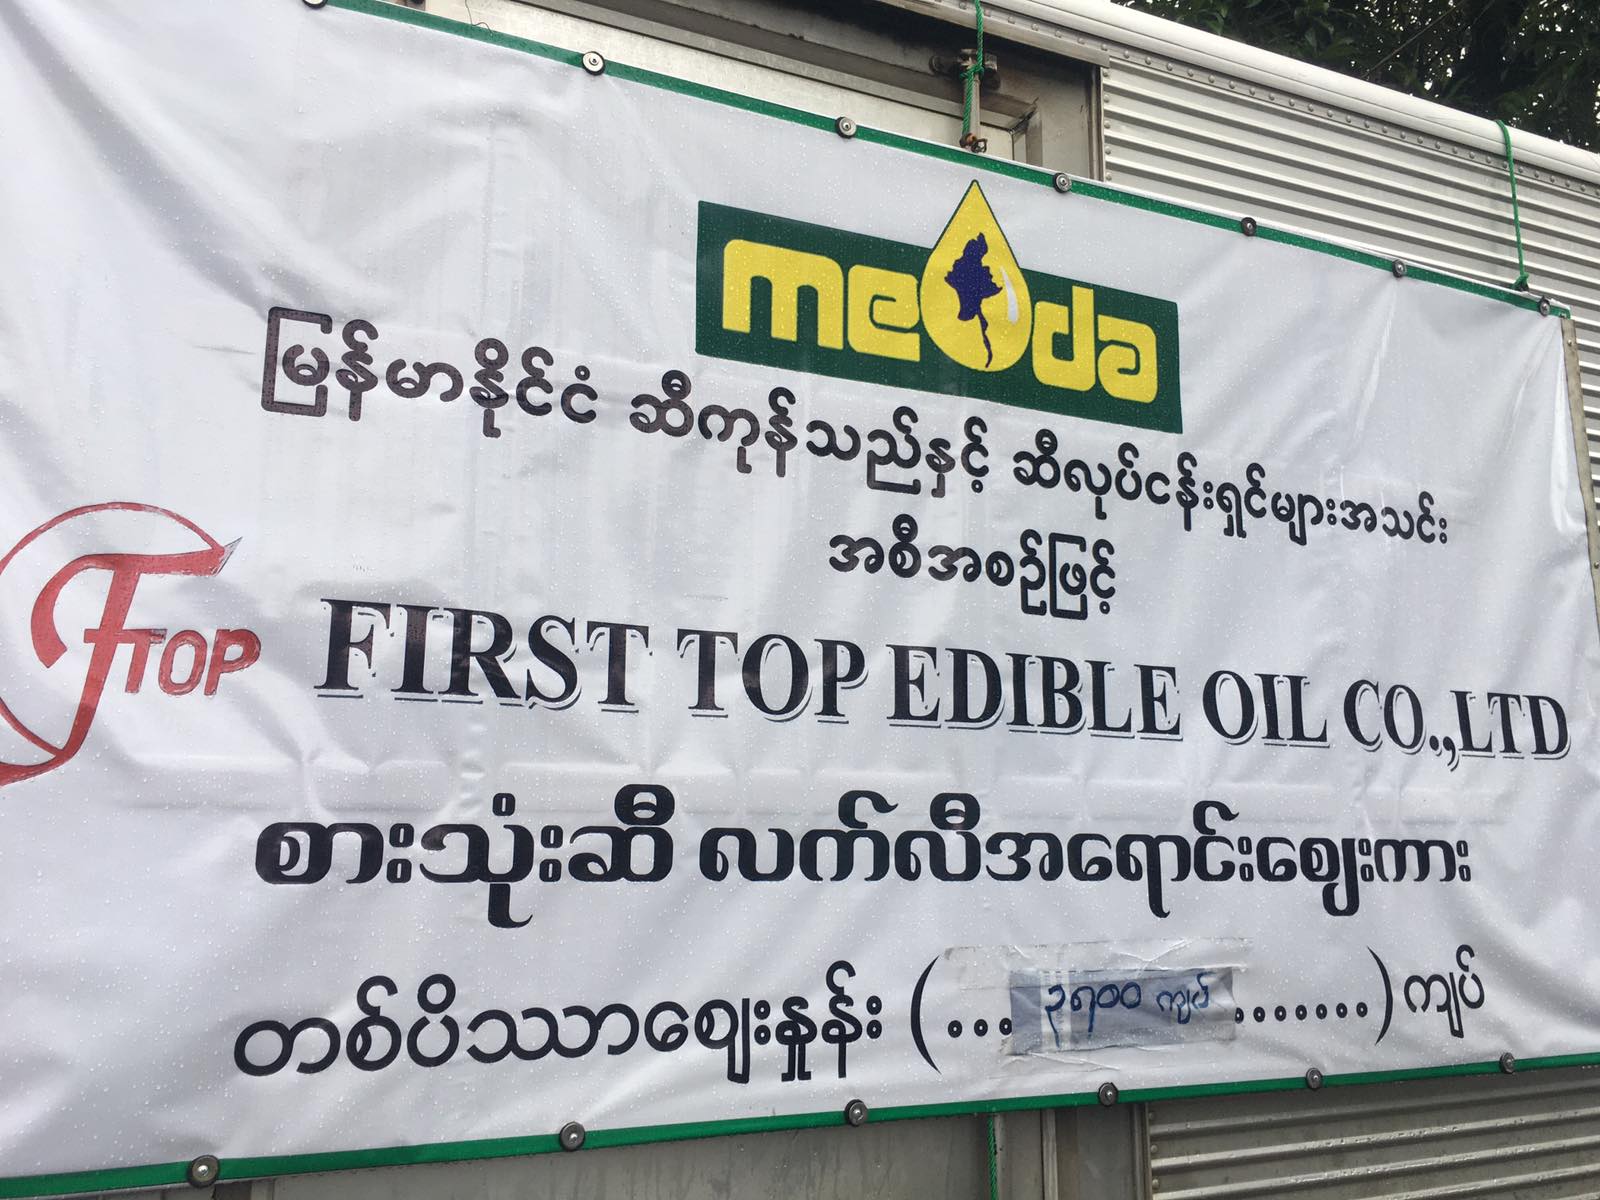 meoda
မြန်မာနိုင်ငံ ဆီကုန်သည်နှင့် ဆီလုပ်ငန်းရှင်များအသင်း
အစီအစဉ်ဖြင့်
FTOP FIRST TOP EDIBLE OIL CO.,LTD
စားသုံးဆီ လက်လီအရောင်းဈေးကား
တစ်ပိဿာဈေးနှုန်း (...၃၇၀၀ ကျပ်.......) ကျပ်